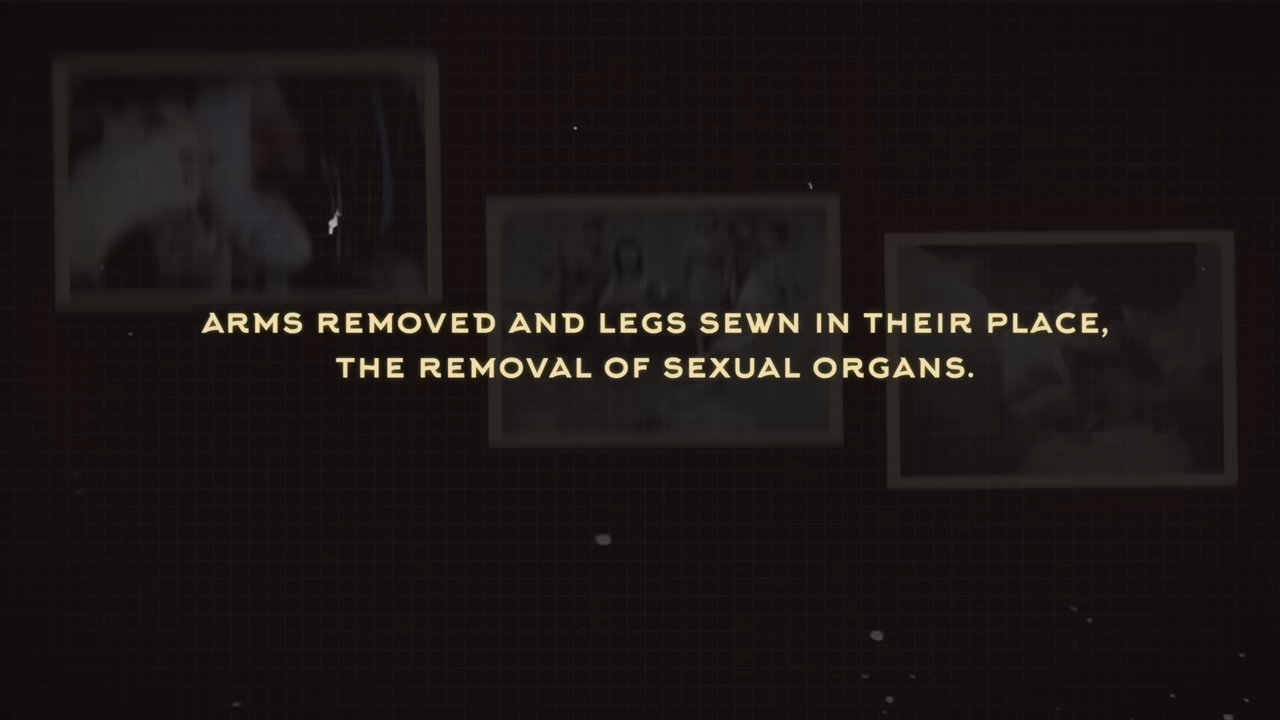 ARMS REMOVED AND LEGS SEWN IN THEIR PLACE,
THE REMOVAL OF SEXUAL ORGANS.